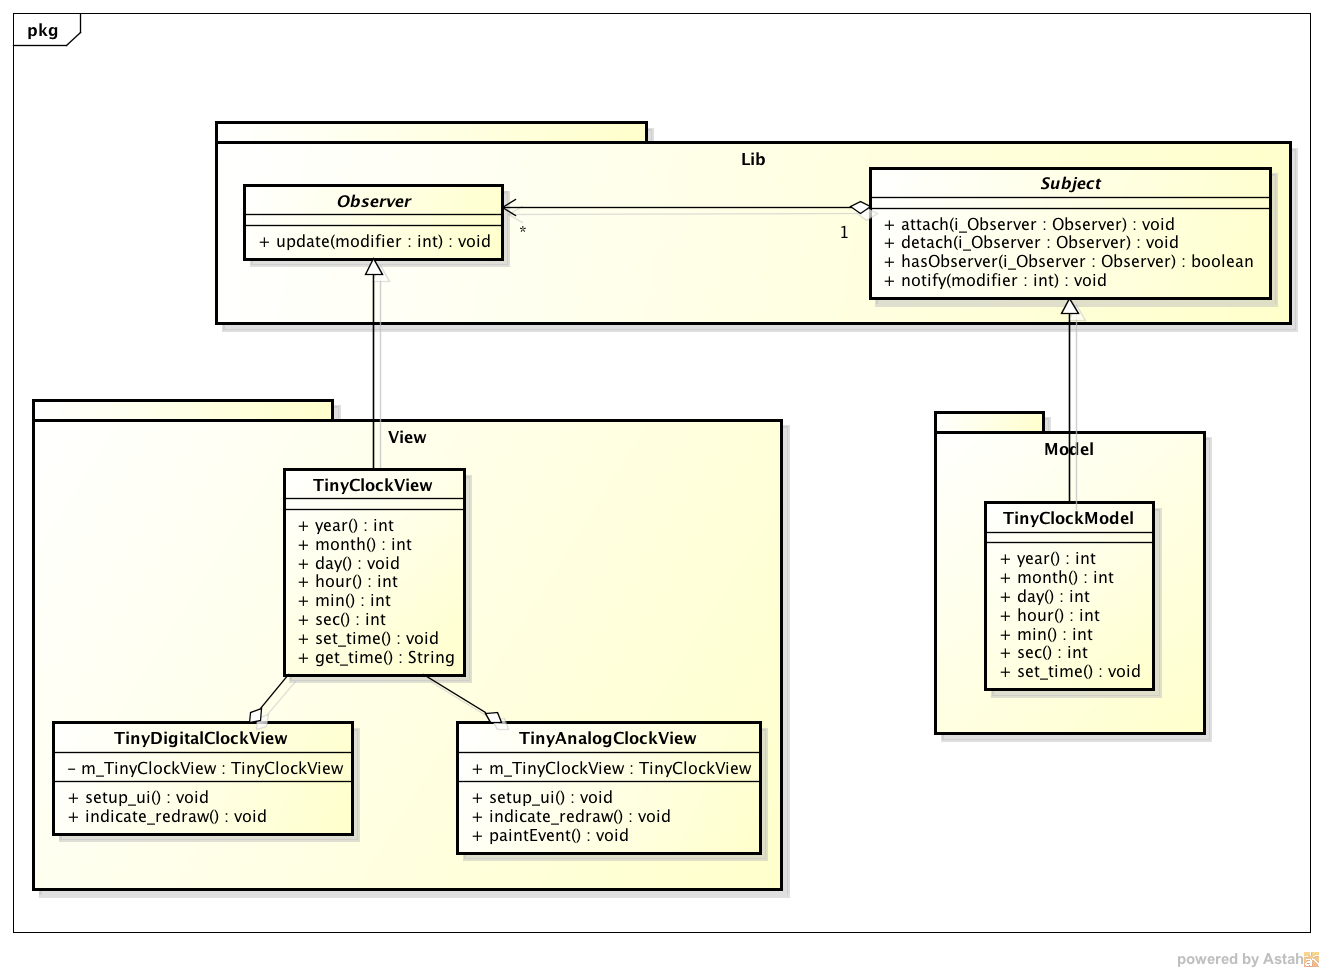 pkg
Lib
Observer
+ update(modifier : int) : void
*
1
Subject
+ attach(i_Observer : Observer) : void
+ detach(i_Observer : Observer) : void
+ hasObserver(i_Observer : Observer) : boolean
+ notify(modifier : int) : void
View
TinyClockView
+ year() : int
+ month() : int
+ day() : void
+ hour() : int
+ min() : int
+ sec() : int
+ set_time() : void
+ get_time() : String
TinyDigitalClockView
- m_TinyClockView : TinyClockView
+ setup_ui() : void
+ indicate_redraw() : void
TinyAnalogClockView
+ m_TinyClockView : TinyClockView
+ setup_ui() : void
+ indicate_redraw() : void
+ paintEvent() : void
Model
TinyClockModel
+ year() : int
+ month() : int
+ day() : int
+ hour() : int
+ min() : int
+ sec() : int
+ set_time() : void
powered by Astah